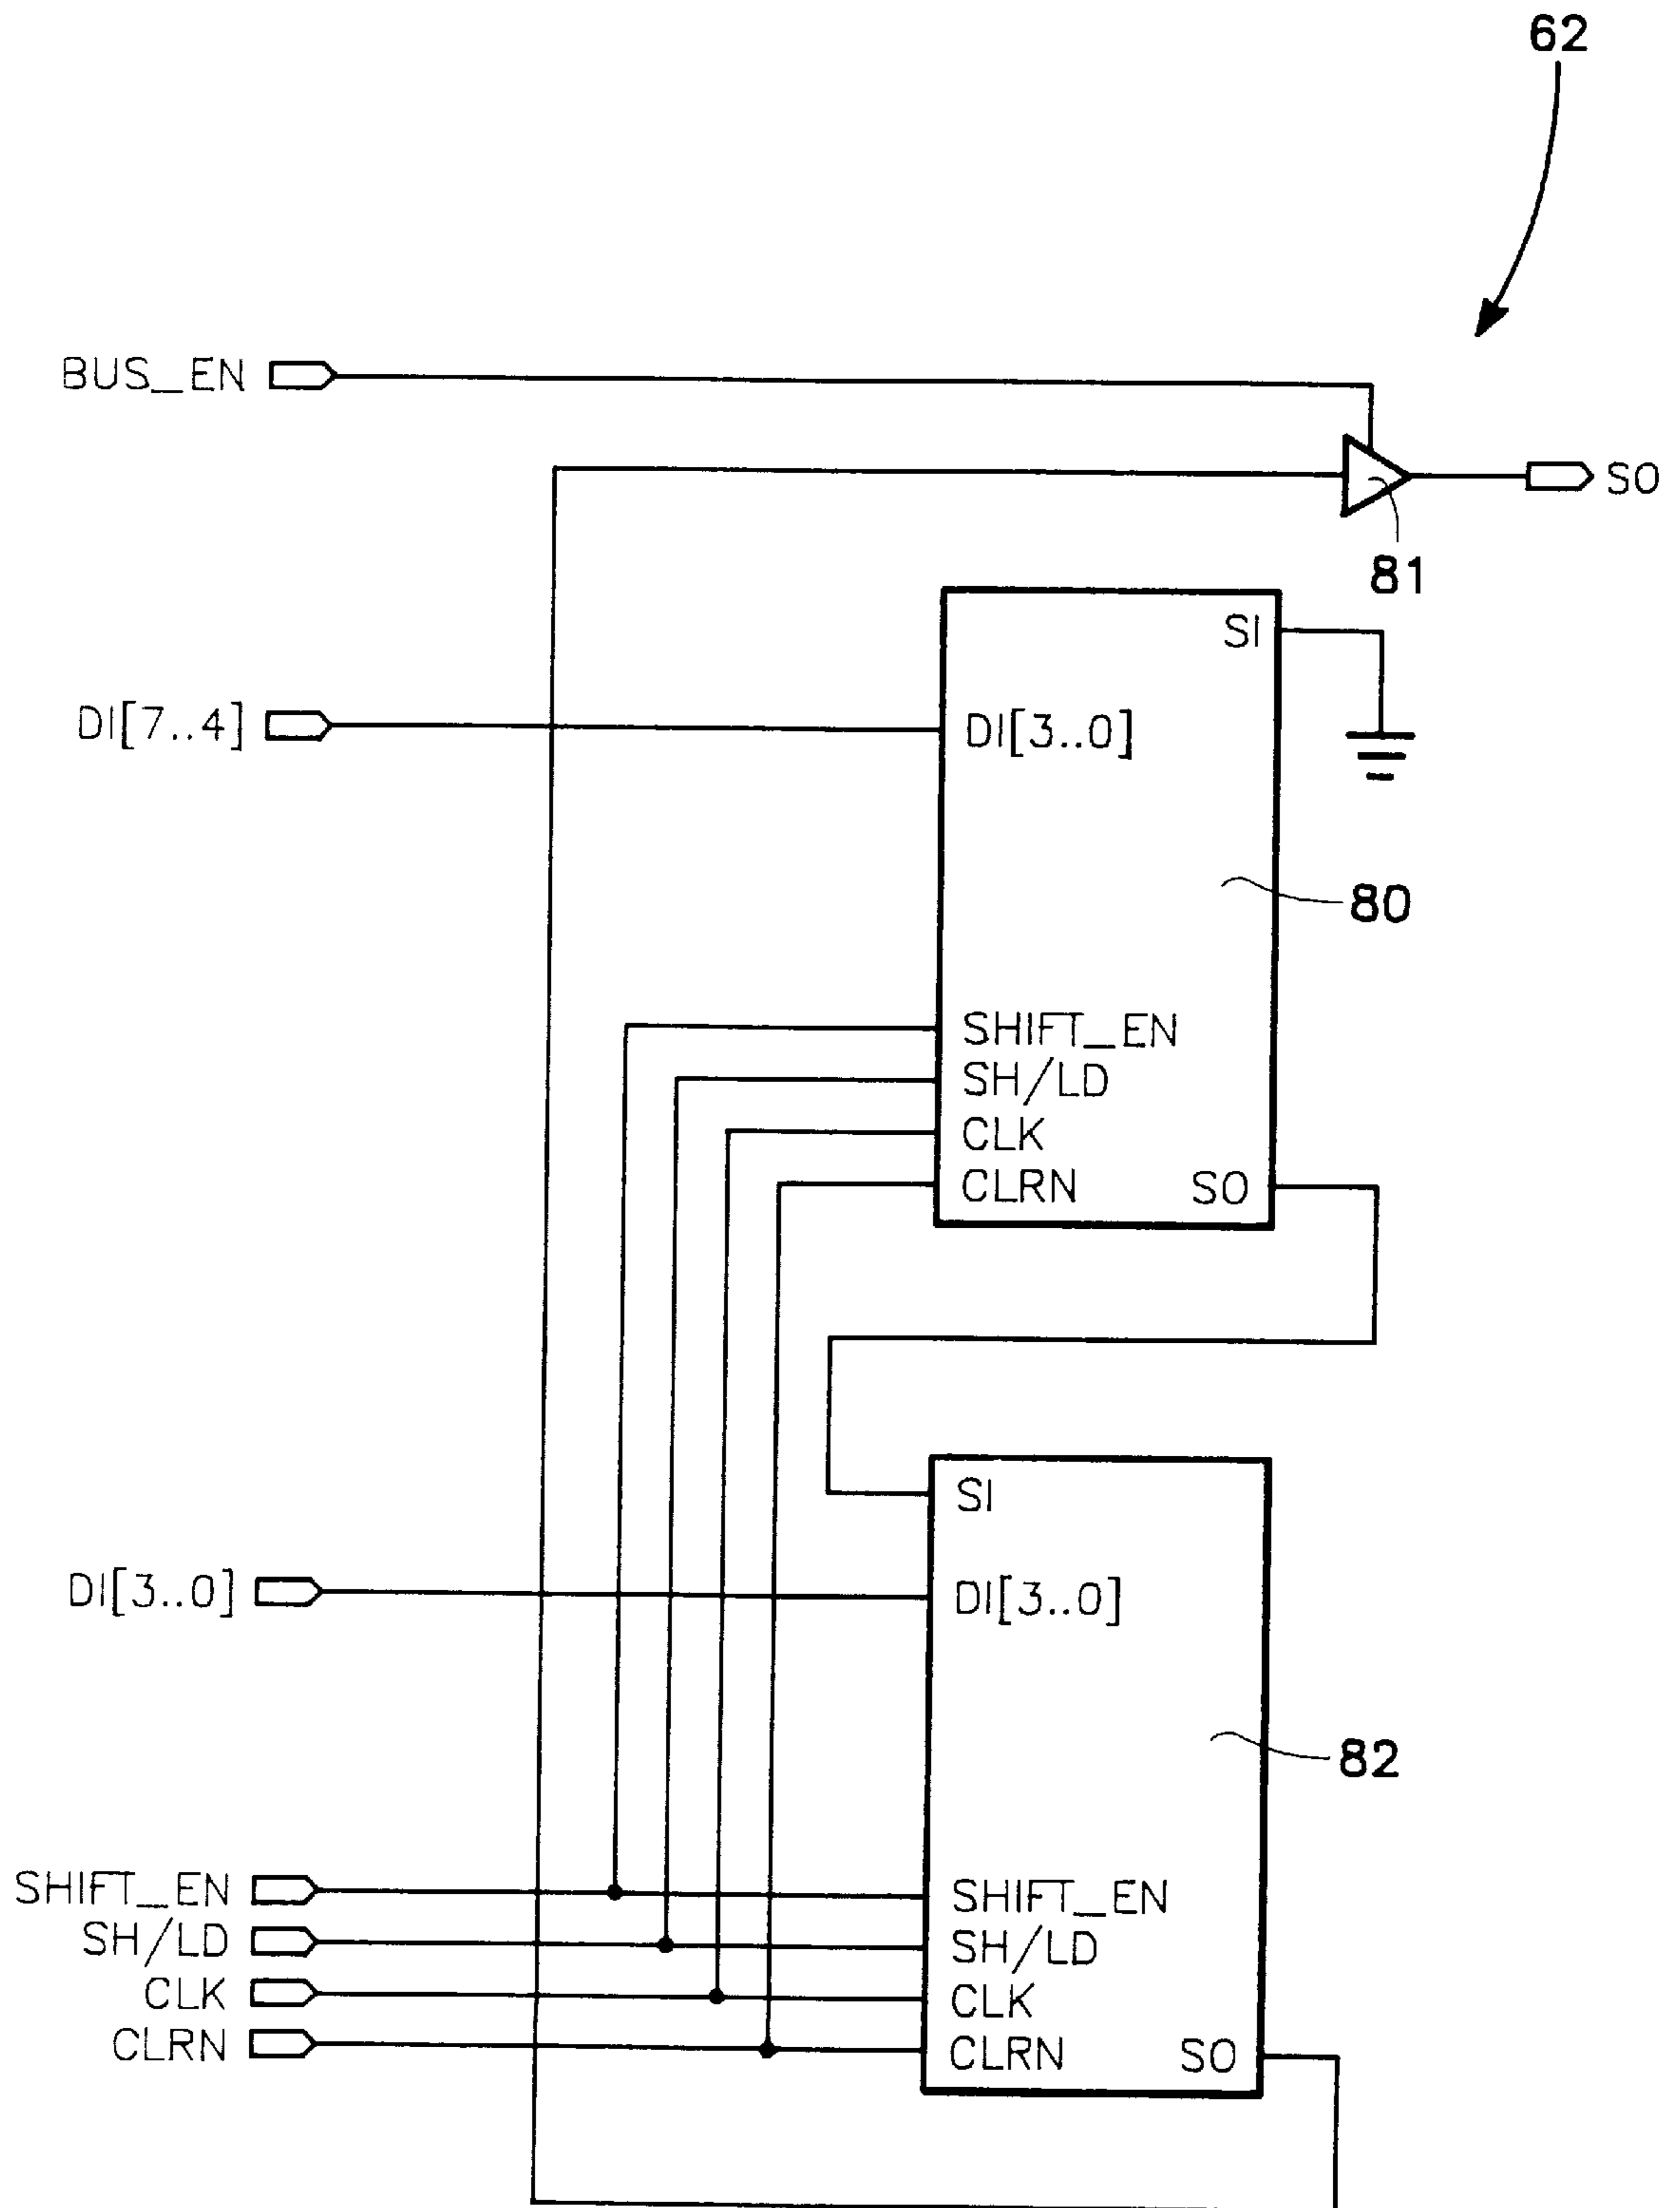 62
BUS_EN
SO
81
SI
DI[7..4]
DI[3..0]
80
SHIFT_EN
SH/LD
CLK
CLRN
SO
SI
DI[3..0]
DI[3..0]
82
SHIFT_EN
SHIFT_EN
SH/LD
SH/LD
CLK
CLK
CLRN
CLRN
SO